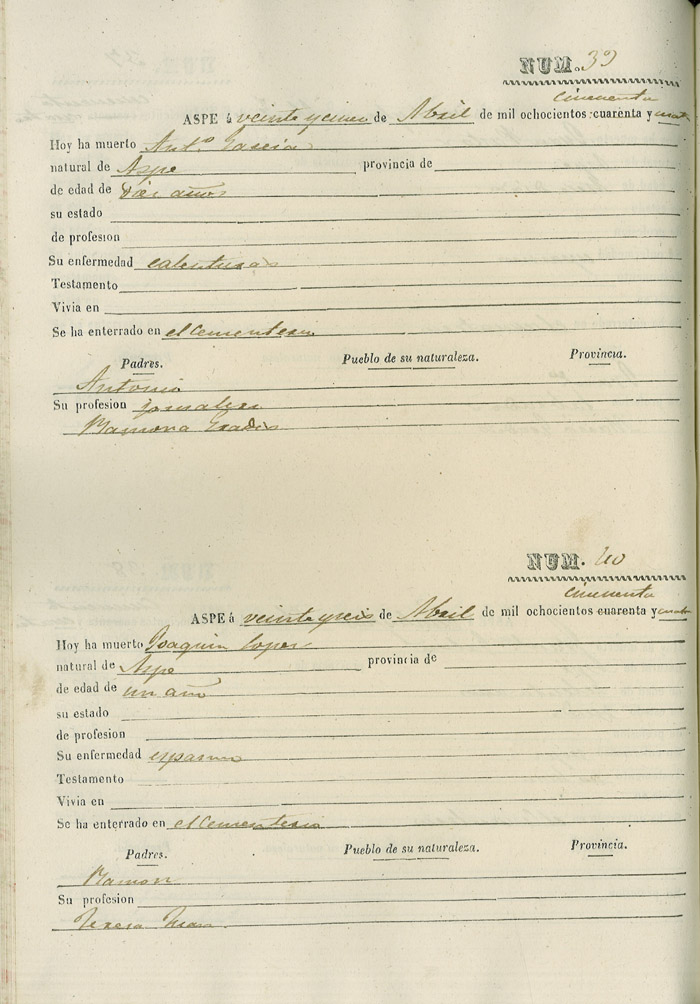 NUM. 39
cincuenta
ASPE á veinte y cinco de Abril de mil ochocientos cuarenta y cuatro
Hoy ha muerto Ant.º Garcia
natural de Aspe provincia de
de edad de Diez años
su estado
de profesion
Su enfermedad calenturas
Testamento
Vivia en
Se ha enterrado en el Cementerio
Padres. Pueblo de su naturaleza. Provincia.
Antonio
Su profesion jornalero
Ramona
NUM. 40
cincuenta
ASPE á veinte y seis de Abril de mil ochocientos cuarenta y cuatro
Hoy ha muerto Joaquin Lopez
natural de Aspe provincia de
de edad de un año
su estado
de profesion
Su enfermedad espasmo
Testamento
Vivia en
Se ha enterrado en el Cementerio
Padres. Pueblo de su naturaleza. Provincia.
Ramon
Su profesion
Teresa